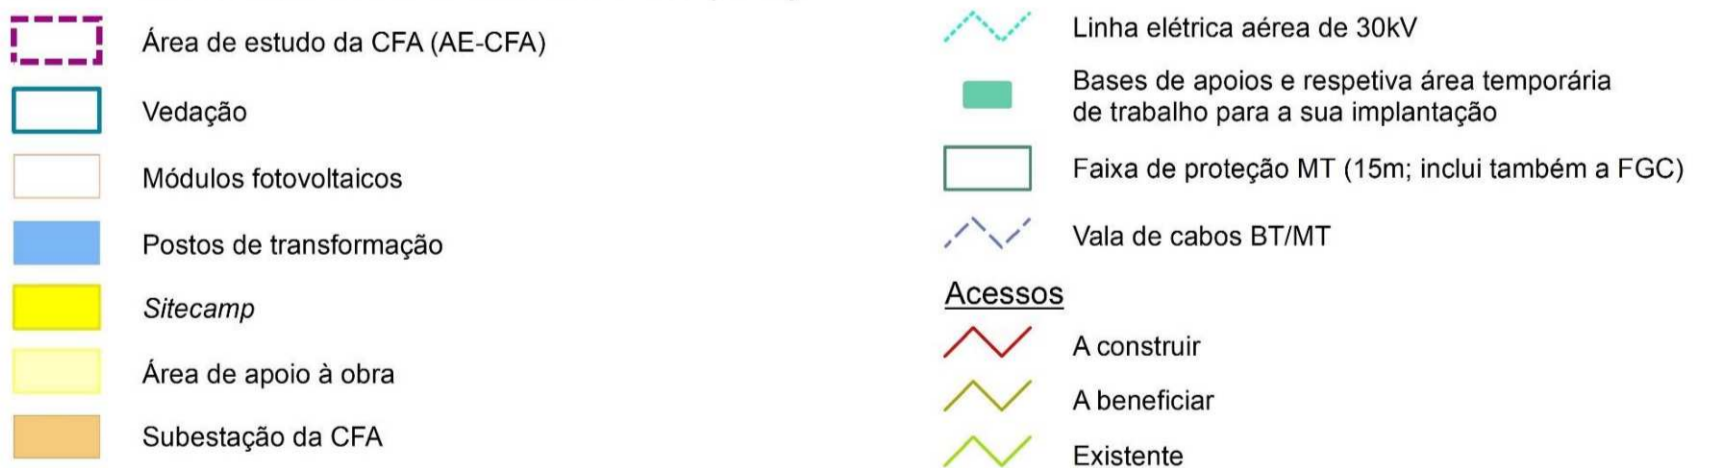 Área de estudo da CFA (AE-CFA)
Vedação
Módulos fotovoltaicos
Postos de transformação
Sitecamp
Área de apoio à obra
Subestação da CFA
Linha elétrica aérea de 30kV
Bases de apoios e respetiva área temporária
de trabalho para a sua implantação
Faixa de proteção MT (15m; inclui também a FGC)
Vala de cabos BT/MT
Acessos
A construir
A beneficiar
Existente